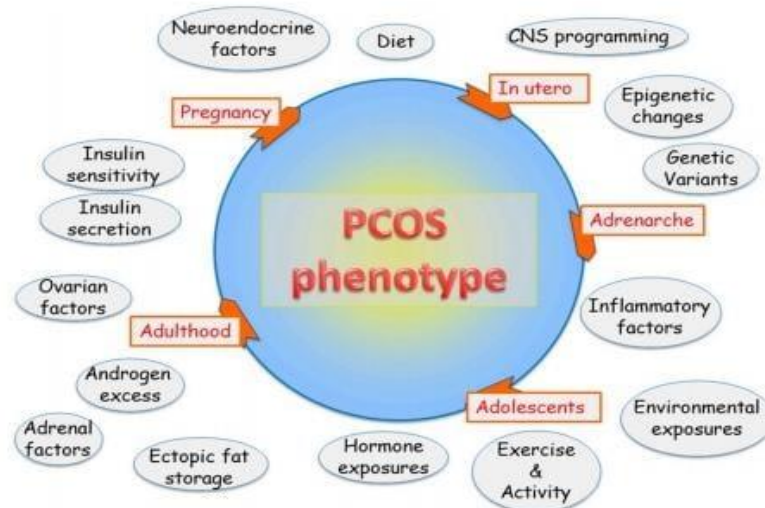 Neuroendocrine
factors
Diet
CNS programming
Pregnancy
In utero
Epigenetic
changes
Insulin
sensitivity
Genetic
Variants
Insulin
secretion
PCOS
phenotype
Adrenarche
Ovarian
factors
Inflammatory
factors
Adulthood
Androgen
excess
Adolescents
Environmental
exposures
Adrenal
factors
Ectopic fat
storage
Hormone
exposures
Exercise
&
Activity